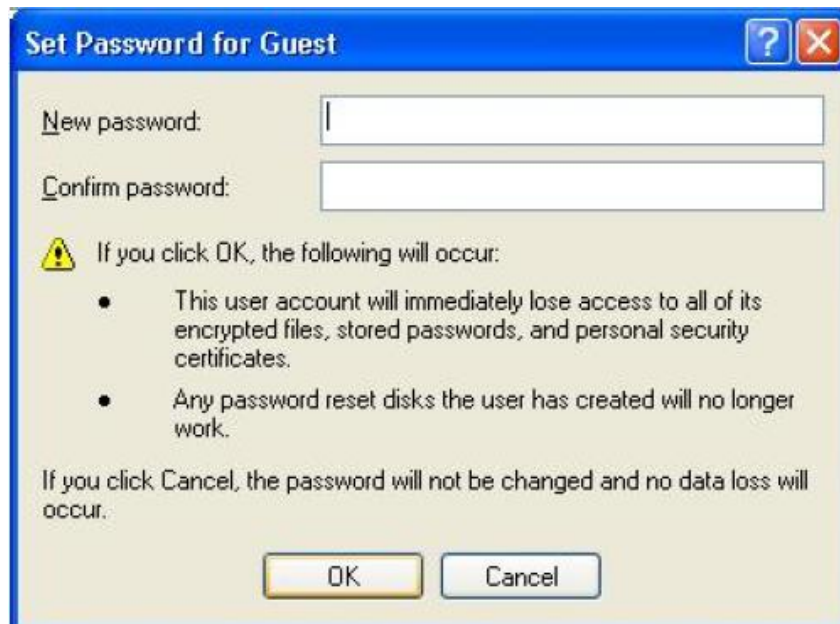 Set Password for Guest
New password:
Confirm password:
If you click OK, the following will occur:
• This user account will immediately lose access to all of its
encrypted files, stored passwords, and personal security
certificates.
• Any password reset disks the user has created will no longer
work.
If you click Cancel, the password will not be changed and no data loss will
occur.
OK Cancel